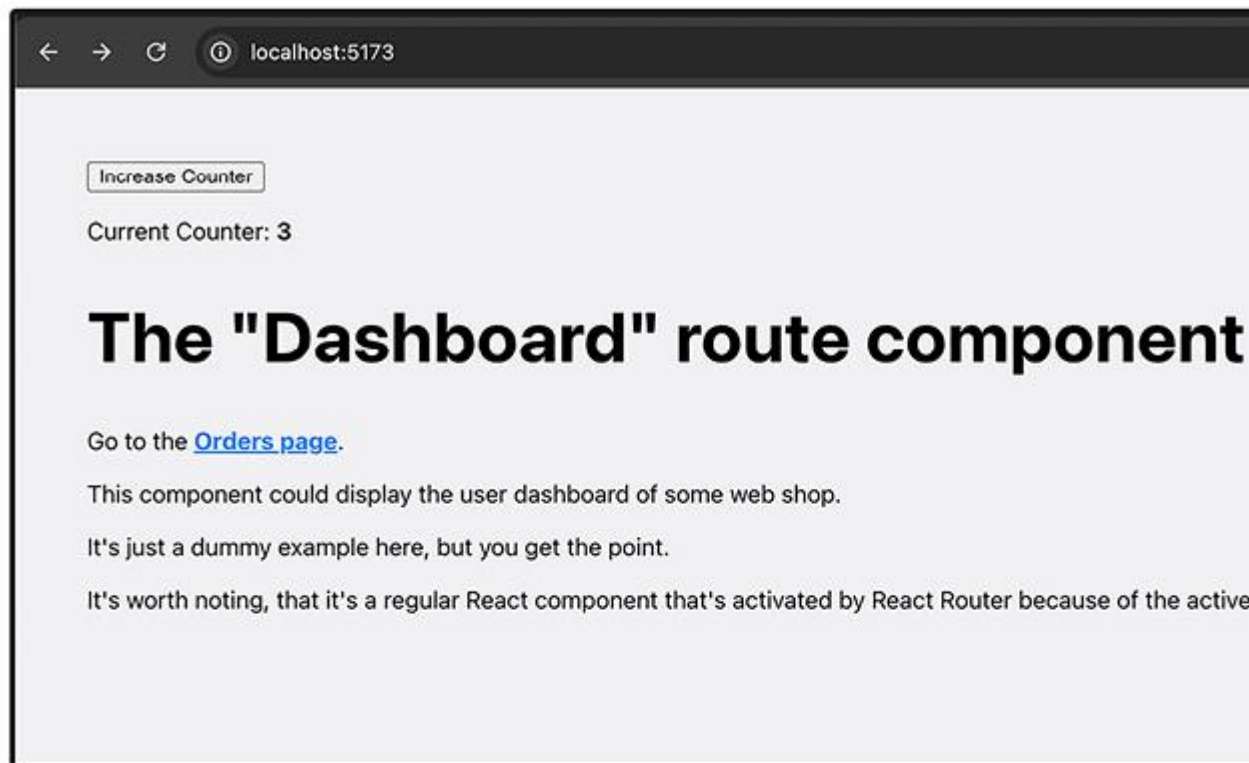 localhost:5173
Increase Counter
Current Counter: 3
The "Dashboard" route component
Go to the Orders page.
This component could display the user dashboard of some web shop.
It's just a dummy example here, but you get the point.
It's worth noting, that it's a regular React component that's activated by React Router because of the active